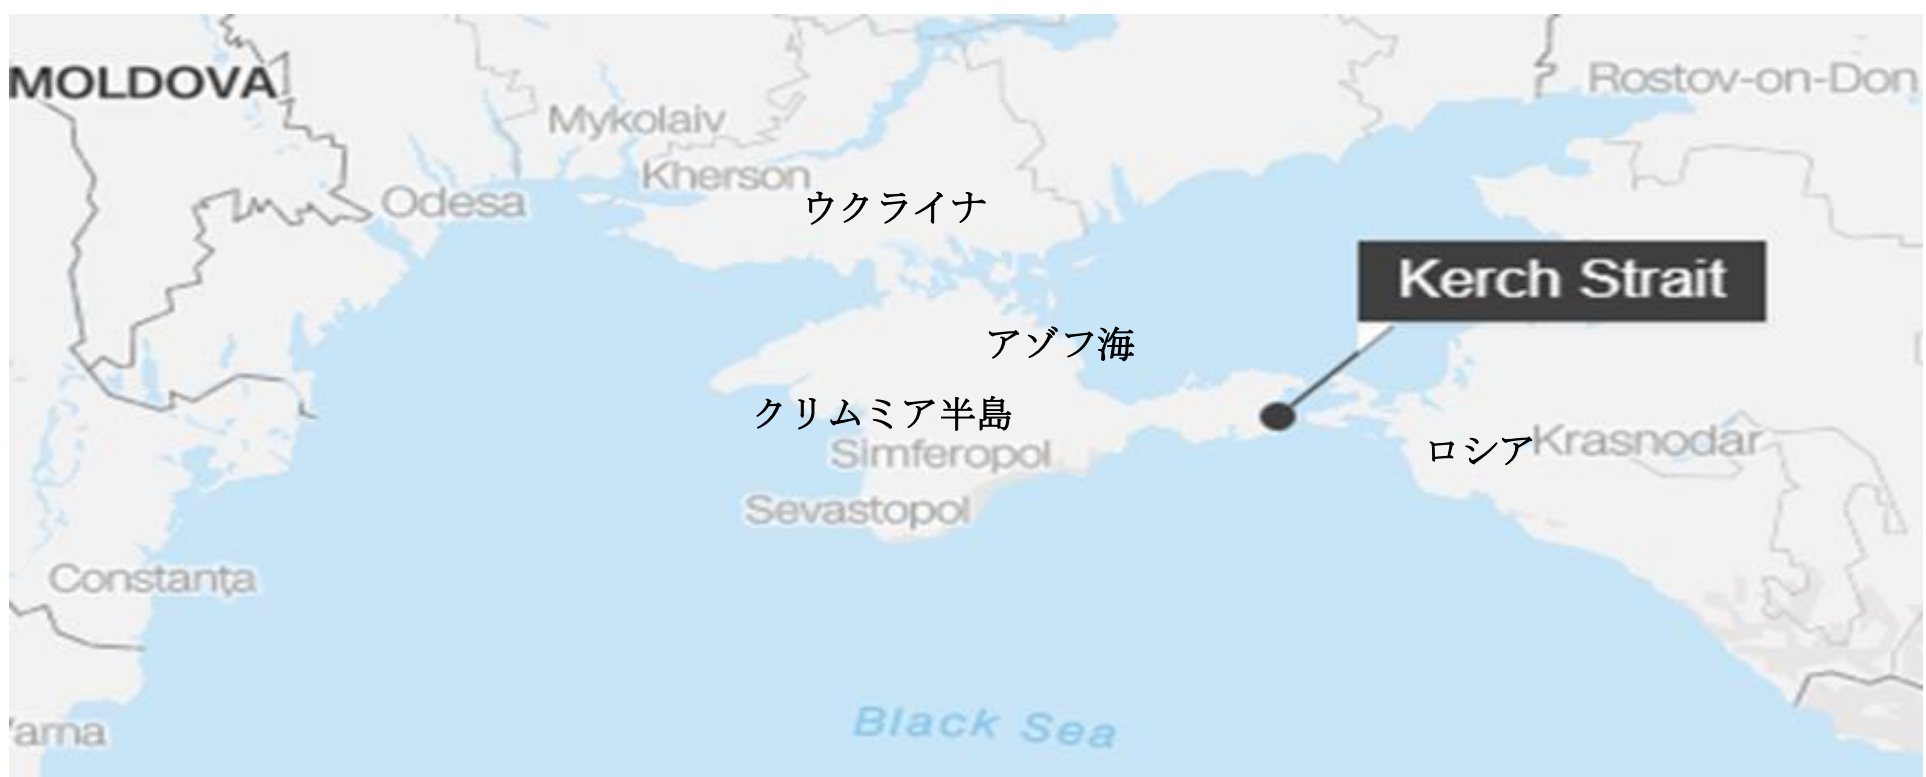 MOLDOVA
Rostov-on-Don
Mykolaiv
Kherson
Odesa
ウクライナ
Kerch Strait
アゾフ海
クリムミア半島
Simferopol
ロシア
Krasnodar
Sevastopol
Constanța
Black Sea